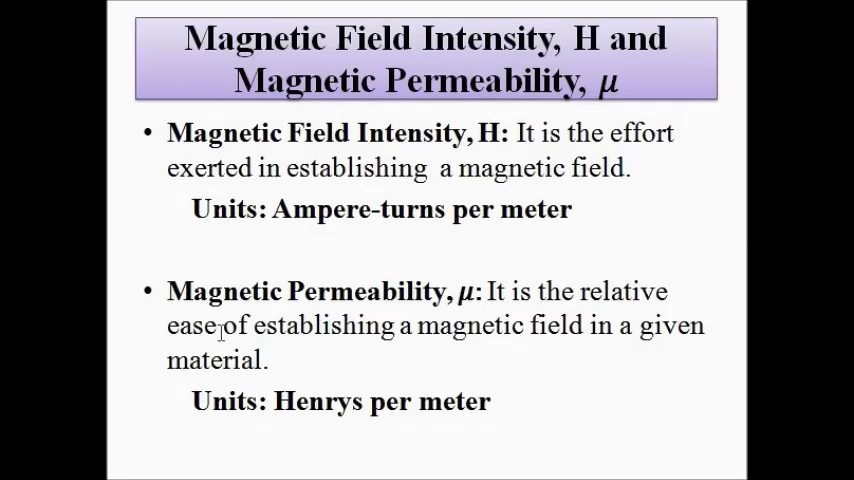 Magnetic Field Intensity, H and
Magnetic Permeability, μ
• Magnetic Field Intensity, H: It is the effort
exerted in establishing a magnetic field.
Units: Ampere-turns per meter
• Magnetic Permeability, μ: It is the relative
ease of establishing a magnetic field in a given
material.
Units: Henrys per meter